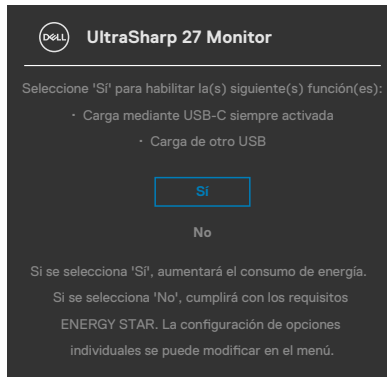 DELL
UltraSharp 27 Monitor
Seleccione 'Sí' para habilitar la(s) siguiente(s) función(es):
· Carga mediante USB-C siempre activada
· Carga de otro USB
Sí
No
Si se selecciona 'Sí', aumentará el consumo de energía.
Si se selecciona 'No', cumplirá con los requisitos
ENERGY STAR. La configuración de opciones
individuales se puede modificar en el menú.